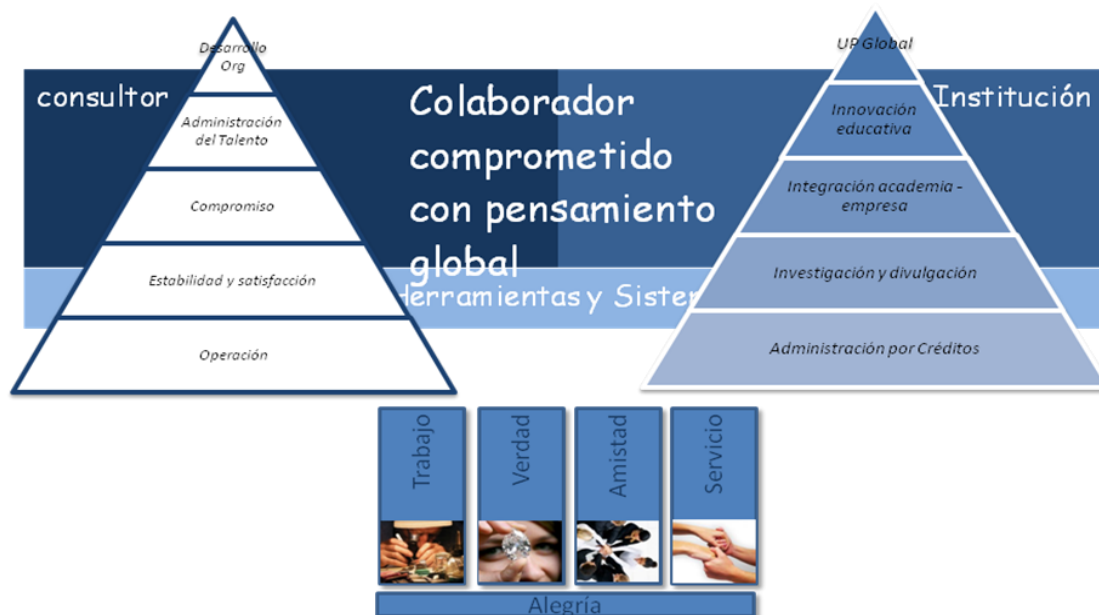 Desarrollo
Org
consultor
Administración
del Talento
Compromiso
Estabilidad y satisfacción
Operación
Colaborador
comprometido
con pensamiento
global
Herramientas y
UP Global
Institución
Innovación
educativa
Integración academia -
empresa
Investigación y divulgación
Administración por Créditos
Trabajo
Verdad
Amistad
Servicio
Alegría